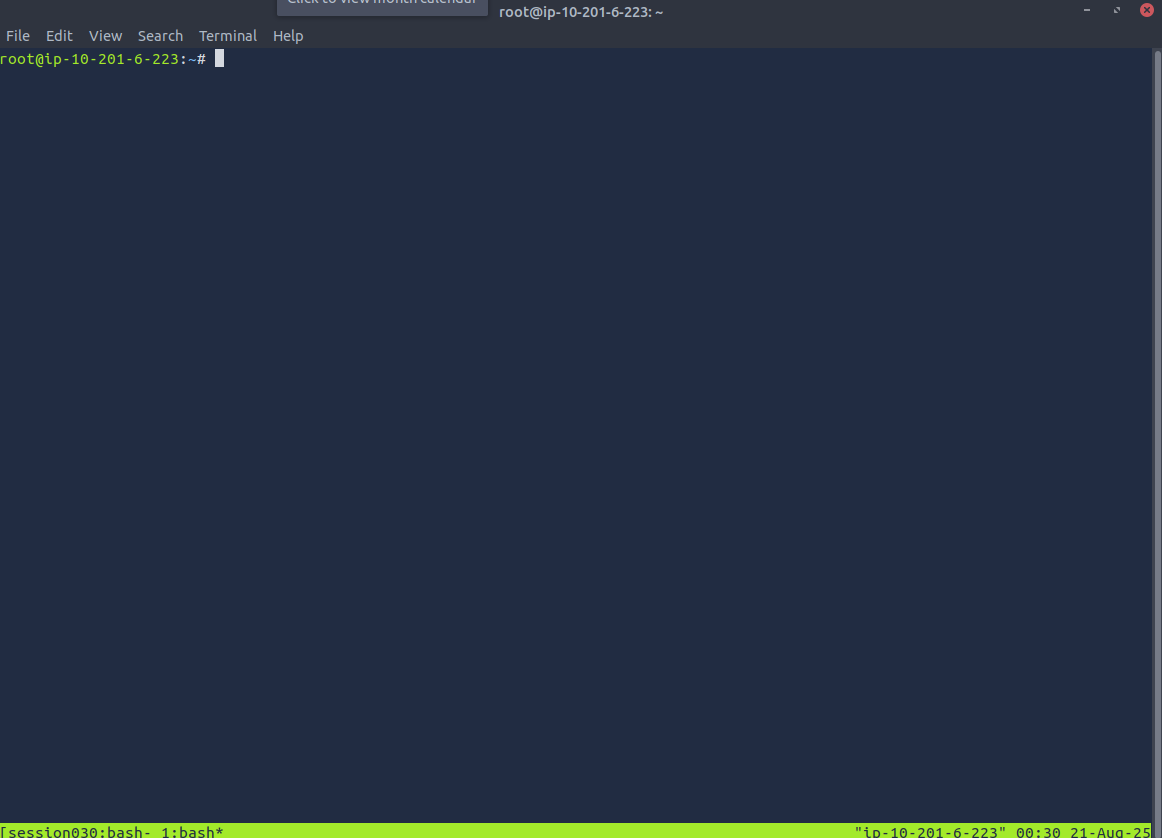 Click to view month calendar
root@ip-10-201-6-223: ~
File Edit View Search Terminal Help
root@ip-10-201-6-223:~#
[session030:bash- 1:bash* "ip-10-201-6-223" 00:30 21-Aug-25